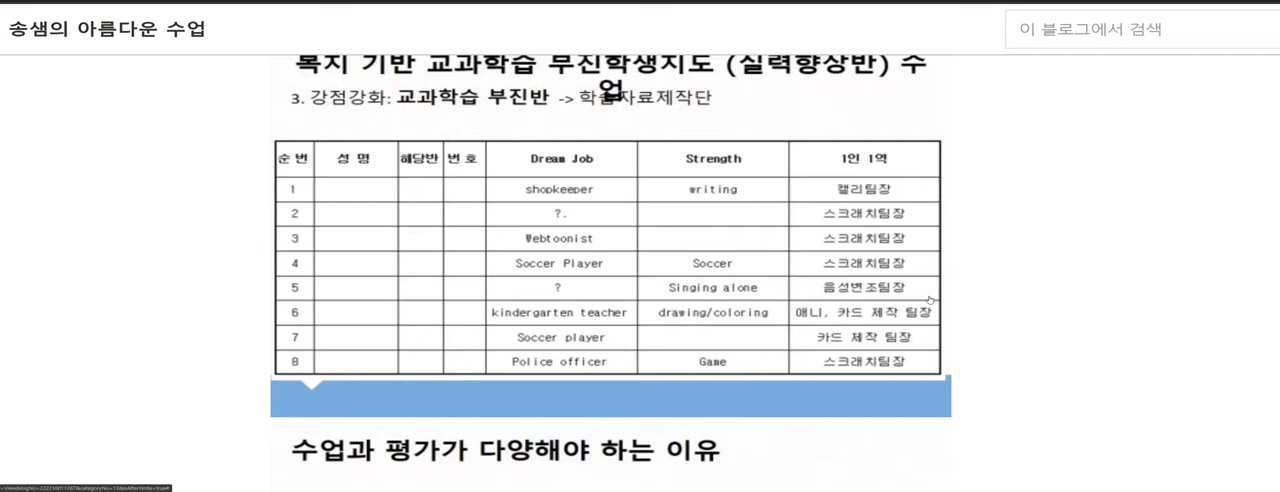 송샘의 아름다운 수업
이 블로그에서 검색
복지 기반 교과학습 부진학생지도 (실력향상반) 수
업
3. 강점강화: 교과학습 부진반 -> 학습자료제작단
순번 성 명 해당반 번호 Dream Job Strength 1인 1역
1 shopkeeper writing 캘리팀장
2 ?. 스크래치팀장
3 Webtoonist 스크래치팀장
4 Soccer Player Soccer 스크래치팀장
5 ? Singing alone 음성변조팀장
6 kindergarten teacher drawing/coloring 애니, 카드 제작 팀장
7 Soccer player 카드 제작 팀장
8 Police officer Game 스크래치팀장
수업과 평가가 다양해야 하는 이유